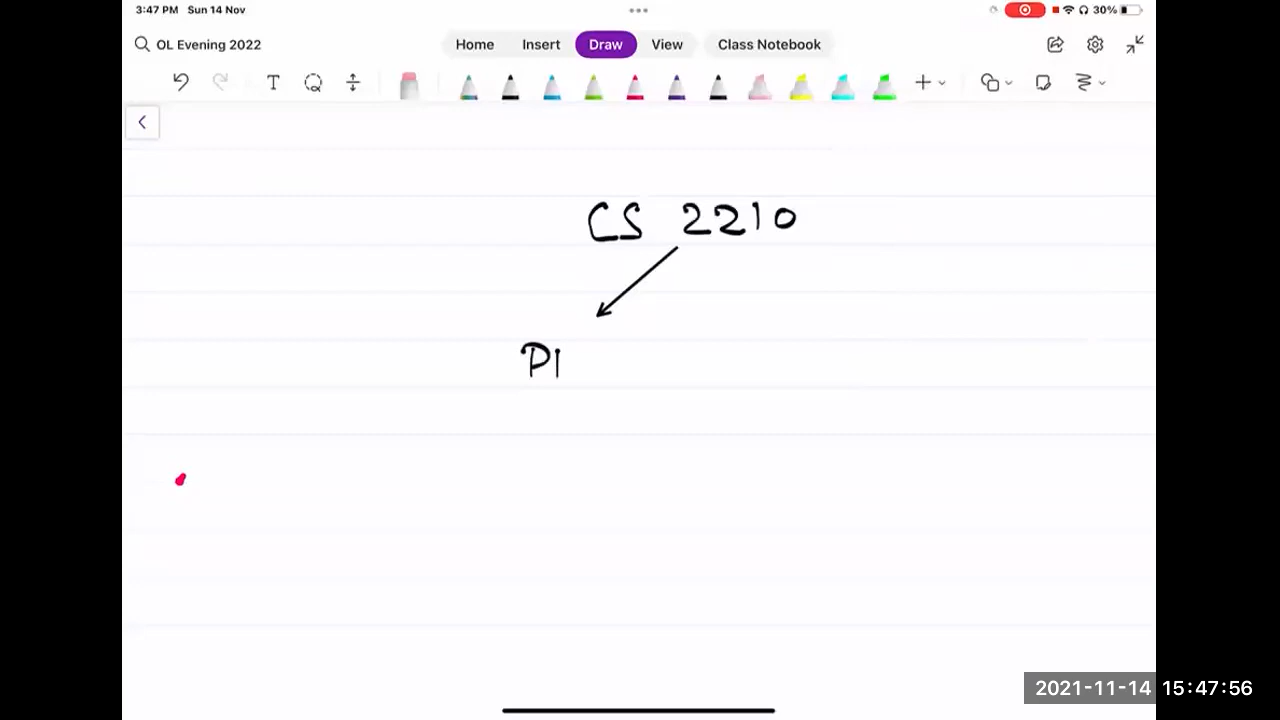 3:47 PM Sun 14 Nov
30%
OL Evening 2022
Home Insert Draw View Class Notebook
T
CS 2210
P1
2021-11-14 15:47:56